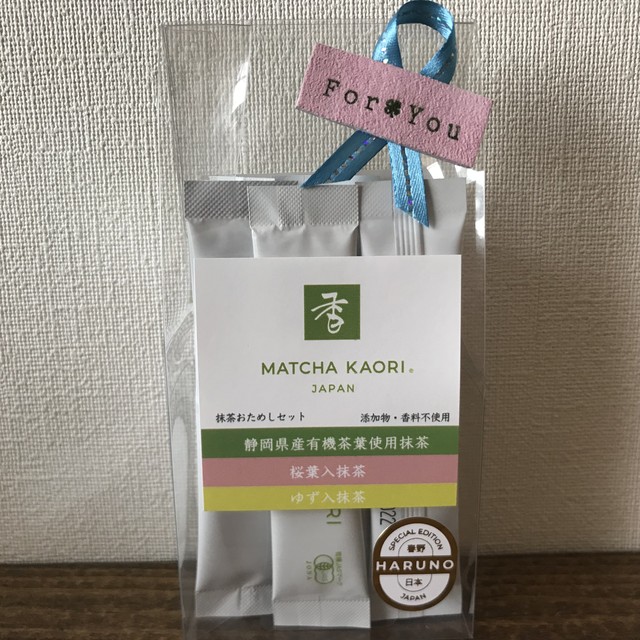 For You
香
MATCHA KAORI®
JAPAN
抹茶おためしセット 添加物・香料不使用
静岡県産有機茶葉使用抹茶
桜葉入抹茶
ゆず入抹茶
RI
022
SPECIAL EDITION
春野
HARUNO
日本
JAPAN